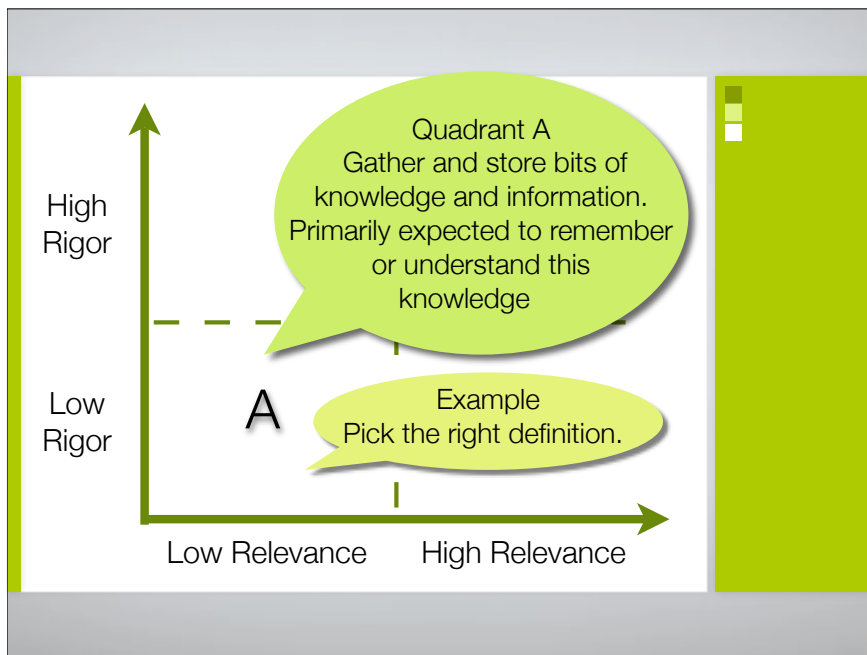 Quadrant A
Gather and store bits of
knowledge and information.
Primarily expected to remember
or understand this
knowledge
High
Rigor
Low
Rigor
A
Example
Pick the right definition.
Low Relevance
High Relevance